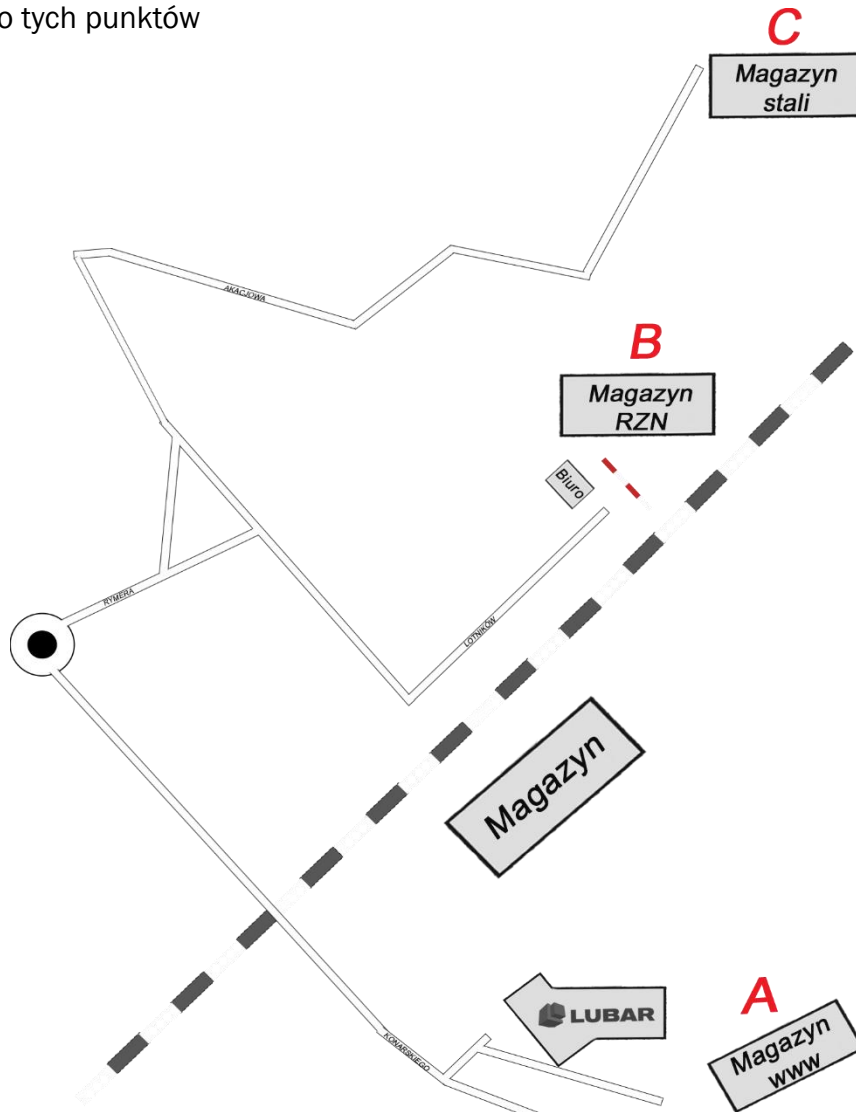 o tych punktów
C
Magazyn
stali
AKACJOWA
B
Magazyn
RZN
Biuro
RYMERA
LOTNIKÓW
Magazyn
LUBAR
A
Magazyn
www
KONARSKIEGO